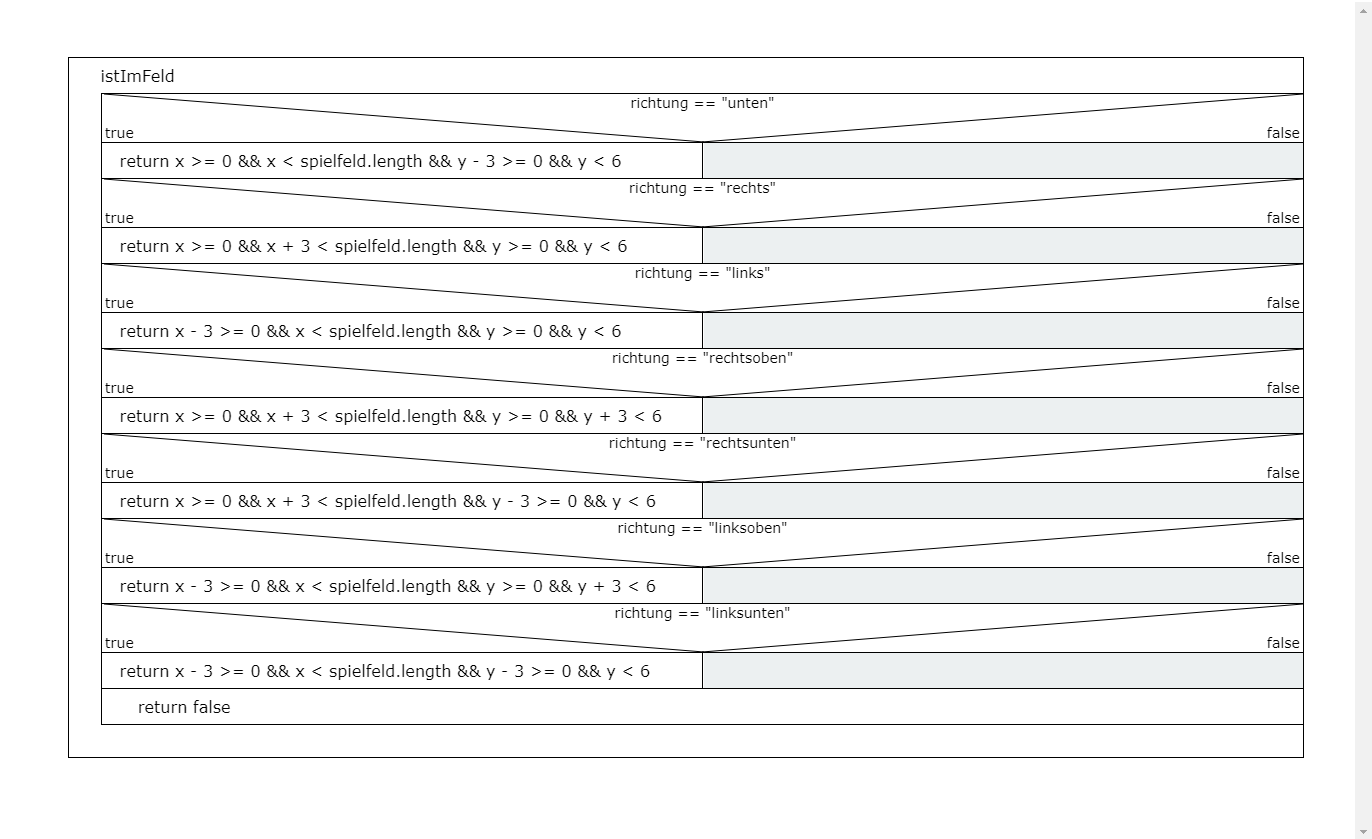 istImFeld
richtung == "unten"
true false
return x >= 0 && x < spielfeld.length && y - 3 >= 0 && y < 6
richtung == "rechts"
true false
return x >= 0 && x + 3 < spielfeld.length && y >= 0 && y < 6
richtung == "links"
true false
return x - 3 >= 0 && x < spielfeld.length && y >= 0 && y < 6
richtung == "rechtsoben"
true false
return x >= 0 && x + 3 < spielfeld.length && y >= 0 && y + 3 < 6
richtung == "rechtsunten"
true false
return x >= 0 && x + 3 < spielfeld.length && y - 3 >= 0 && y < 6
richtung == "linksoben"
true false
return x - 3 >= 0 && x < spielfeld.length && y >= 0 && y + 3 < 6
richtung == "linksunten"
true false
return x - 3 >= 0 && x < spielfeld.length && y - 3 >= 0 && y < 6
return false